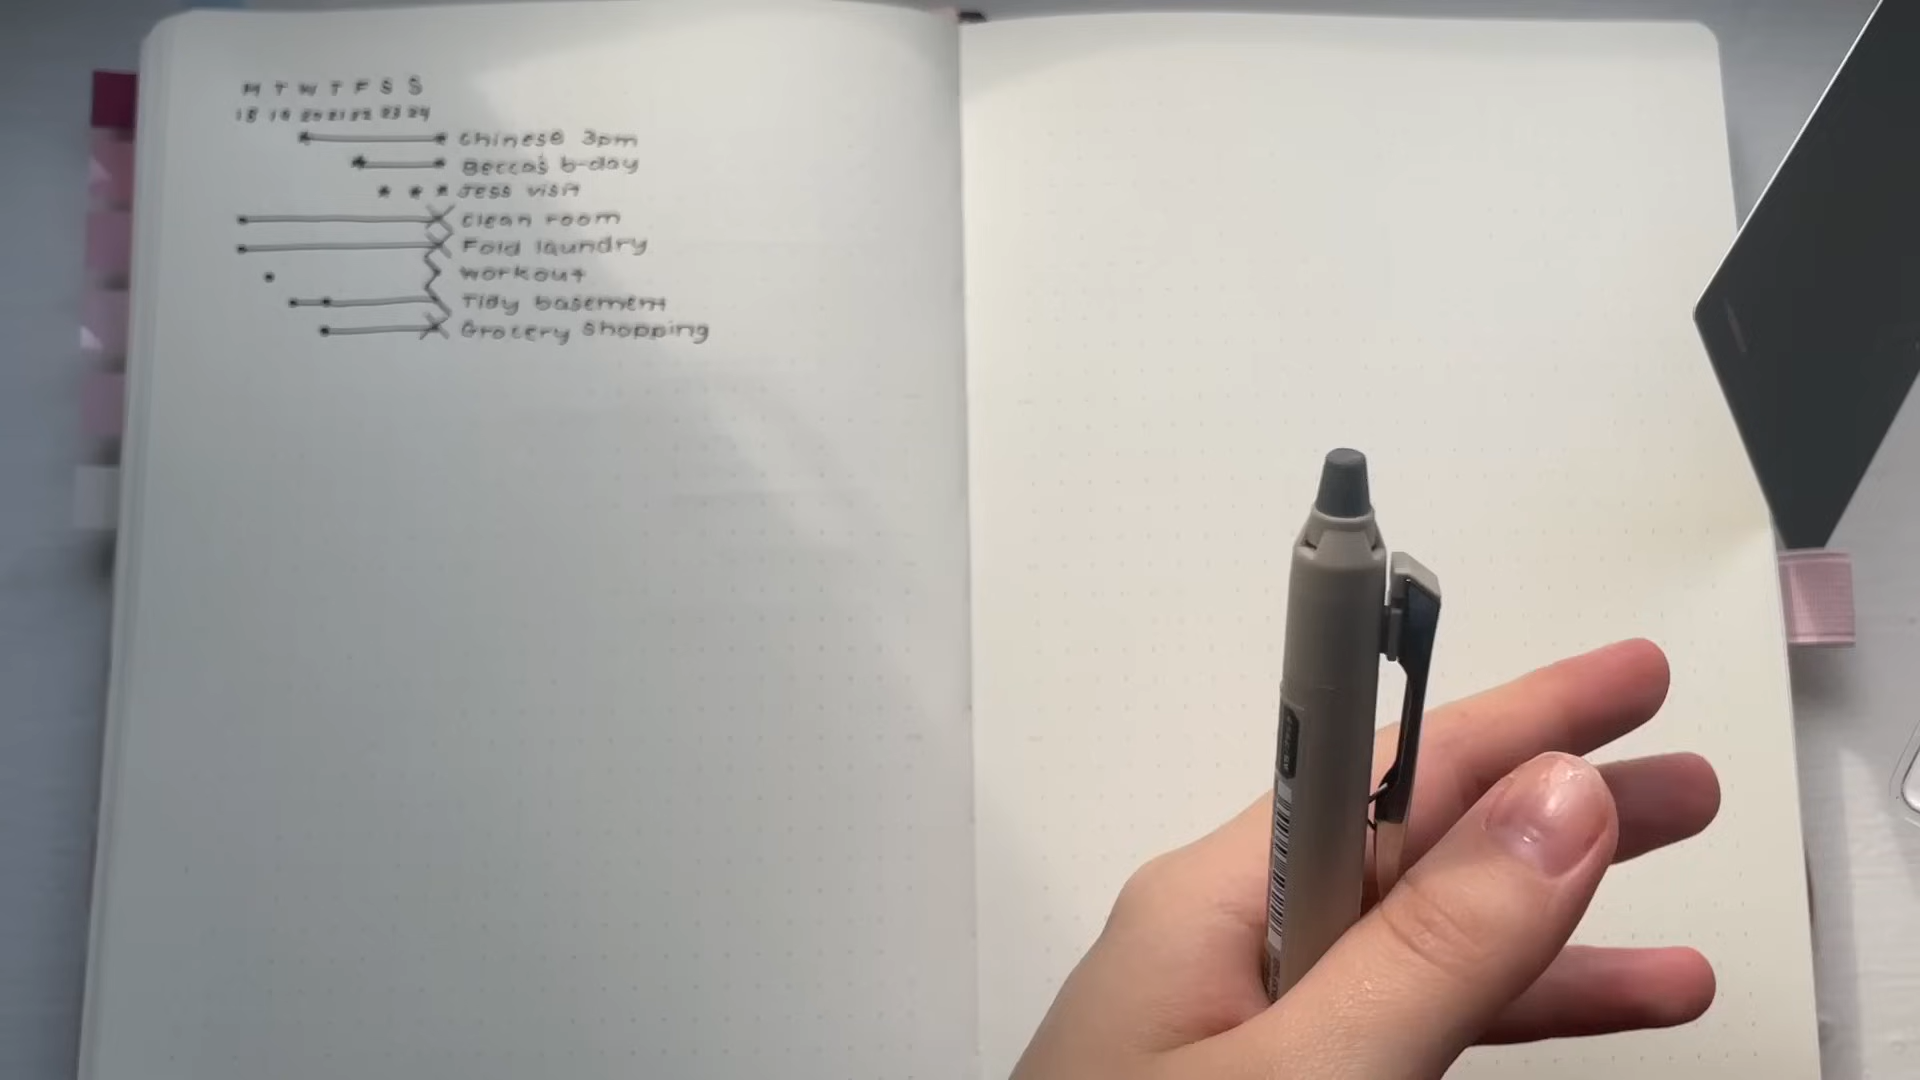 M T W T F S S
18 19 20 21 22 23 24
Chinese 3pm
Becca's b-day
Jess visit
Clean room
Fold laundry
Workout
Tidy basement
Grocery shopping